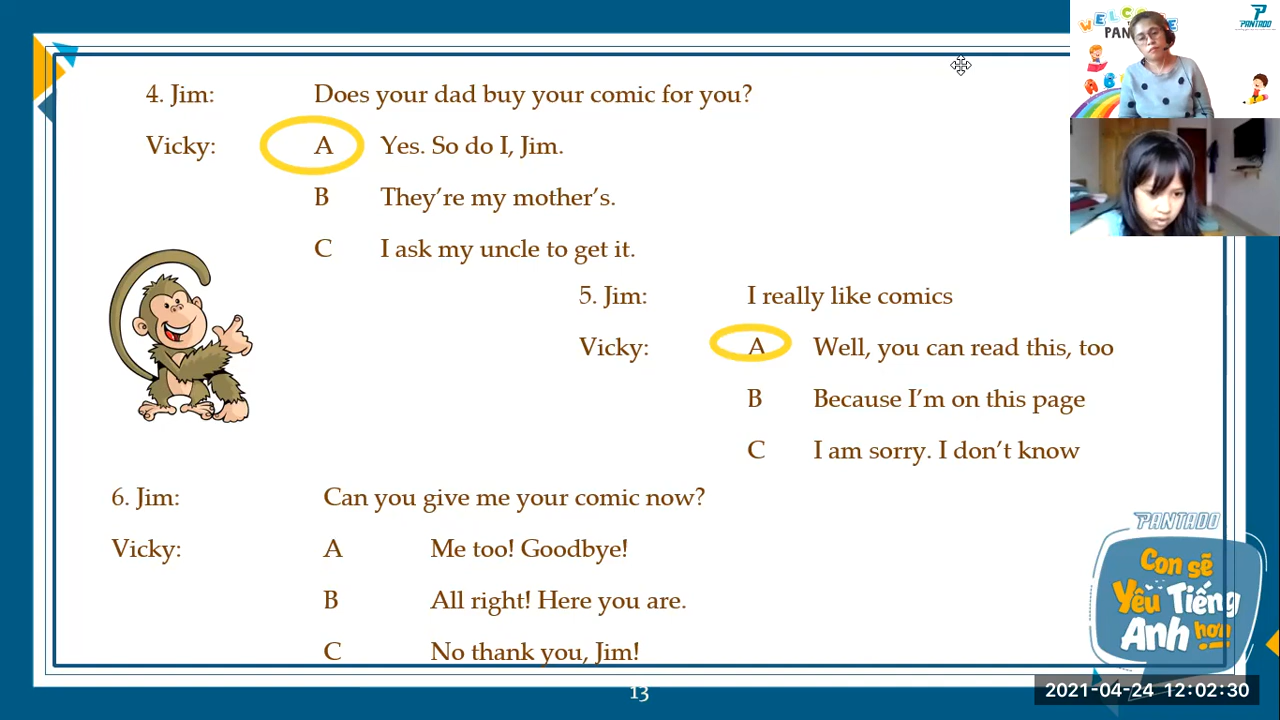 4. Jim: Does your dad buy your comic for you?
Vicky: A Yes. So do I, Jim.
B They're my mother's.
C I ask my uncle to get it.
5. Jim: I really like comics
Vicky: A Well, you can read this, too
B Because I'm on this page
C I am sorry. I don't know
6. Jim: Can you give me your comic now?
Vicky: A Me too! Goodbye!
B All right! Here you are.
C No thank you, Jim!
13
PANTADO
PANTADO
Con sẽ
Yêu Tiếng
Anh hơn
2021-04-24 12:02:30